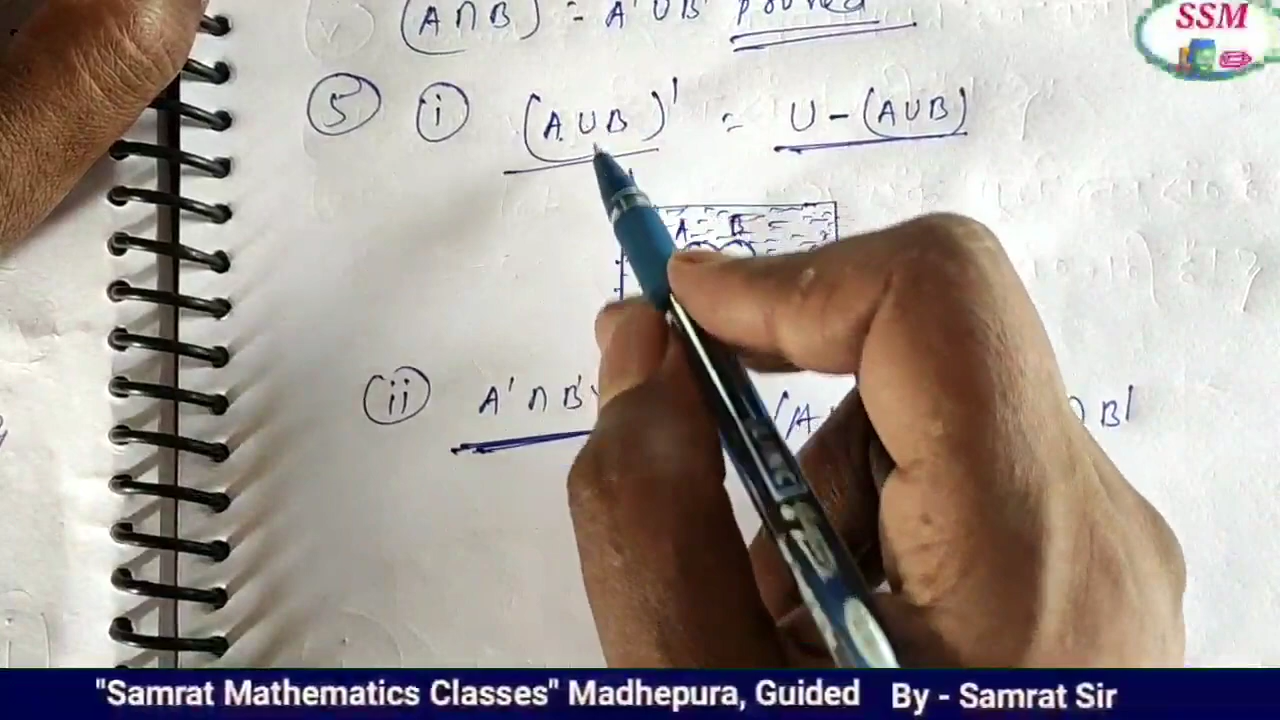 (A∩B)' = A'∪B' proved
SSM
5 i (A∪B)' = U-(A∪B)
A B
ii A'∩B'
∩B'
"Samrat Mathematics Classes" Madhepura, Guided By - Samrat Sir